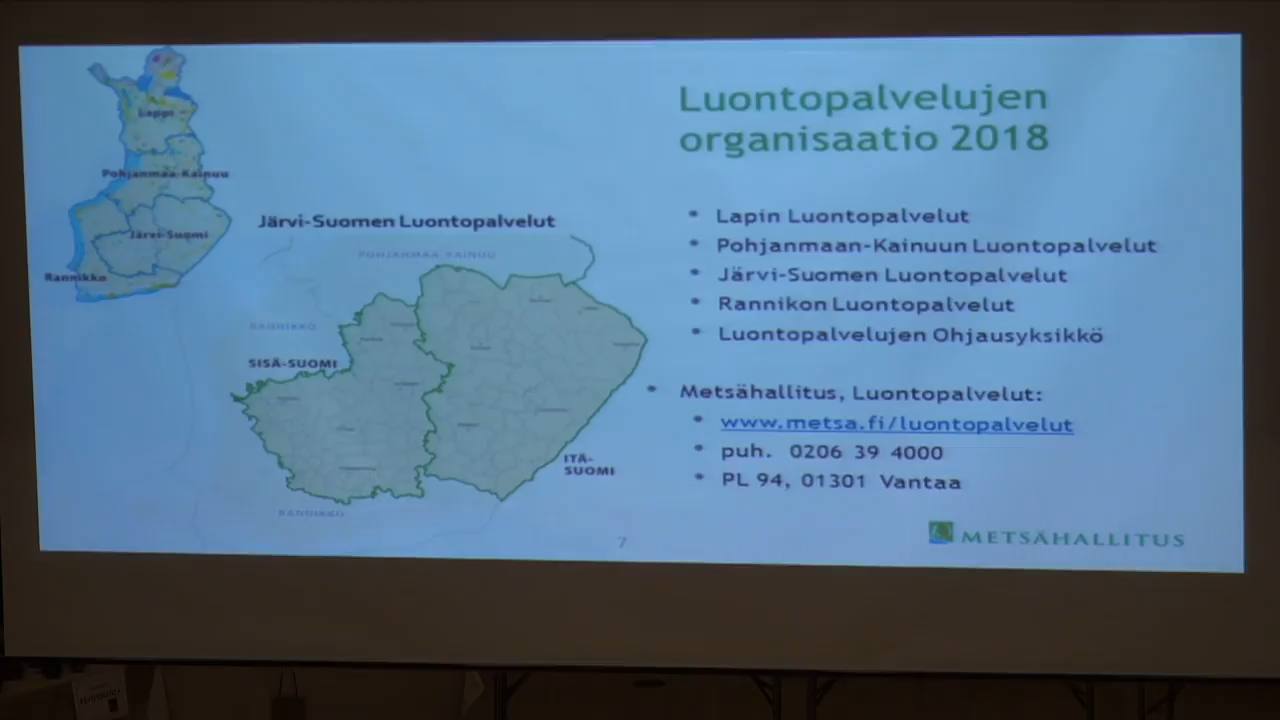 Luontopalvelujen
organisaatio 2018
Lappi
Pohjanmaa-Kainuu
Järvi-Suomi
Rannikko
Järvi-Suomen Luontopalvelut
POHJANMAA-KAINUU
RANNIKKO
SISÄ-SUOMI
ITÄ-
SUOMI
RANNIKKO
• Lapin Luontopalvelut
• Pohjanmaan-Kainuun Luontopalvelut
• Järvi-Suomen Luontopalvelut
• Rannikon Luontopalvelut
• Luontopalvelujen Ohjausyksikkö
• Metsähallitus, Luontopalvelut:
• www.metsa.fi/luontopalvelut
• puh. 0206 39 4000
• PL 94, 01301 Vantaa
7
METSÄHALLITUS